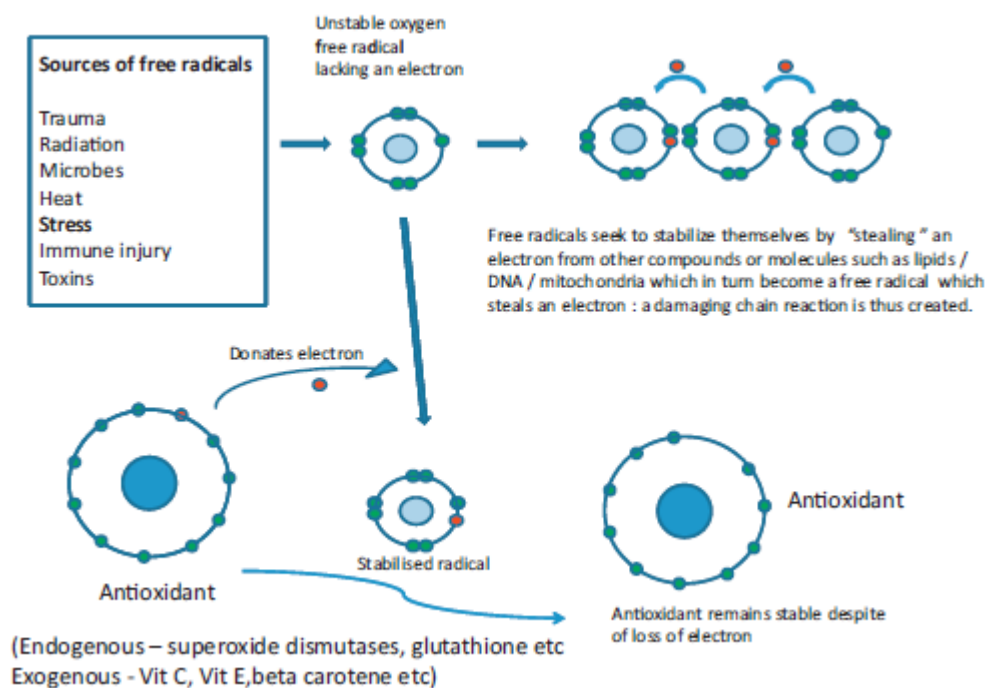 Sources of free radicals
Trauma
Radiation
Microbes
Heat
Stress
Immune injury
Toxins
Unstable oxygen
free radical
lacking an electron
Free radicals seek to stabilize themselves by "stealing" an
electron from other compounds or molecules such as lipids /
DNA / mitochondria which in turn become a free radical which
steals an electron : a damaging chain reaction is thus created.
Donates electron
Antioxidant
Stabilised radical
Antioxidant
Antioxidant remains stable despite
of loss of electron
(Endogenous – superoxide dismutases, glutathione etc
Exogenous - Vit C, Vit E,beta carotene etc)